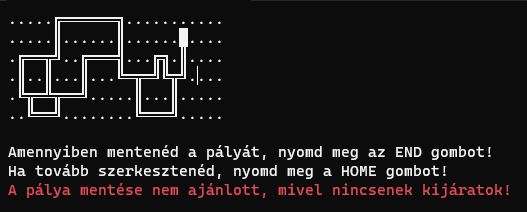 Amennyiben mentenéd a pályát, nyomd meg az END gombot!
Ha tovább szerkesztenéd, nyomd meg a HOME gombot!
A pálya mentése nem ajánlott, mivel nincsenek kijáratok!